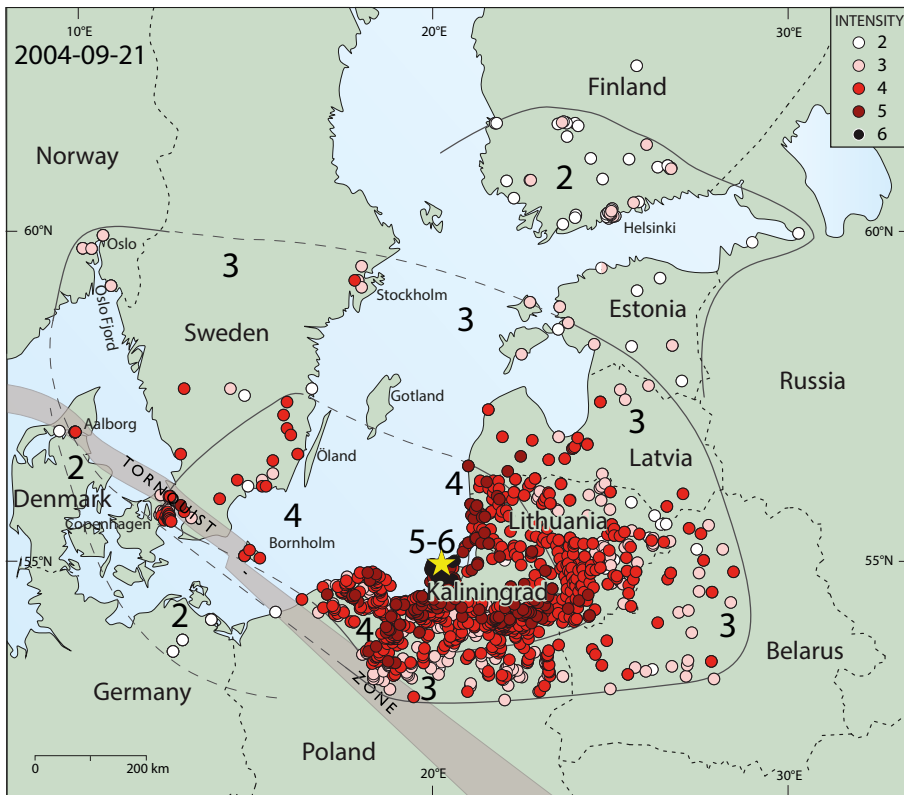 10°E
20°E
30°E
2004-09-21
INTENSITY
2
3
4
5
6
Finland
Norway
2
60°N
Oslo
Helsinki
60°N
3
Stockholm
Oslo Fjord
3
Estonia
Sweden
Russia
Gotland
3
Aalborg
2
TORNQUIST
Öland
Latvia
4
Denmark
4
Lithuania
Copenhagen
5-6
Bornholm
55°N
55°N
Kaliningrad
2
4
3
Belarus
Germany
ZONE
3
Poland
0
200 km
20°E
30°E